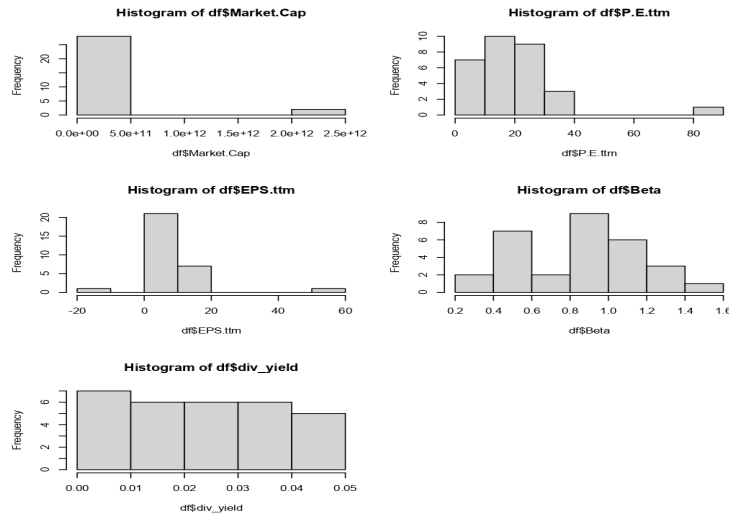 Histogram of df$Market.Cap
Frequency
0 5 20
0.0e+00 5.0e+11 1.0e+12 1.5e+12 2.0e+12 2.5e+12
df$Market.Cap
Histogram of df$P.E.ttm
Frequency
0 2 4 6 8 10
0 20 40 60 80
df$P.E.ttm
Histogram of df$EPS.ttm
Frequency
0 5 10 15 20
-20 0 20 40 60
df$EPS.ttm
Histogram of df$Beta
Frequency
0 2 4 6 8
0.2 0.4 0.6 0.8 1.0 1.2 1.4 1.6
df$Beta
Histogram of df$div_yield
Frequency
0 2 4 6
0.00 0.01 0.02 0.03 0.04 0.05
df$div_yield